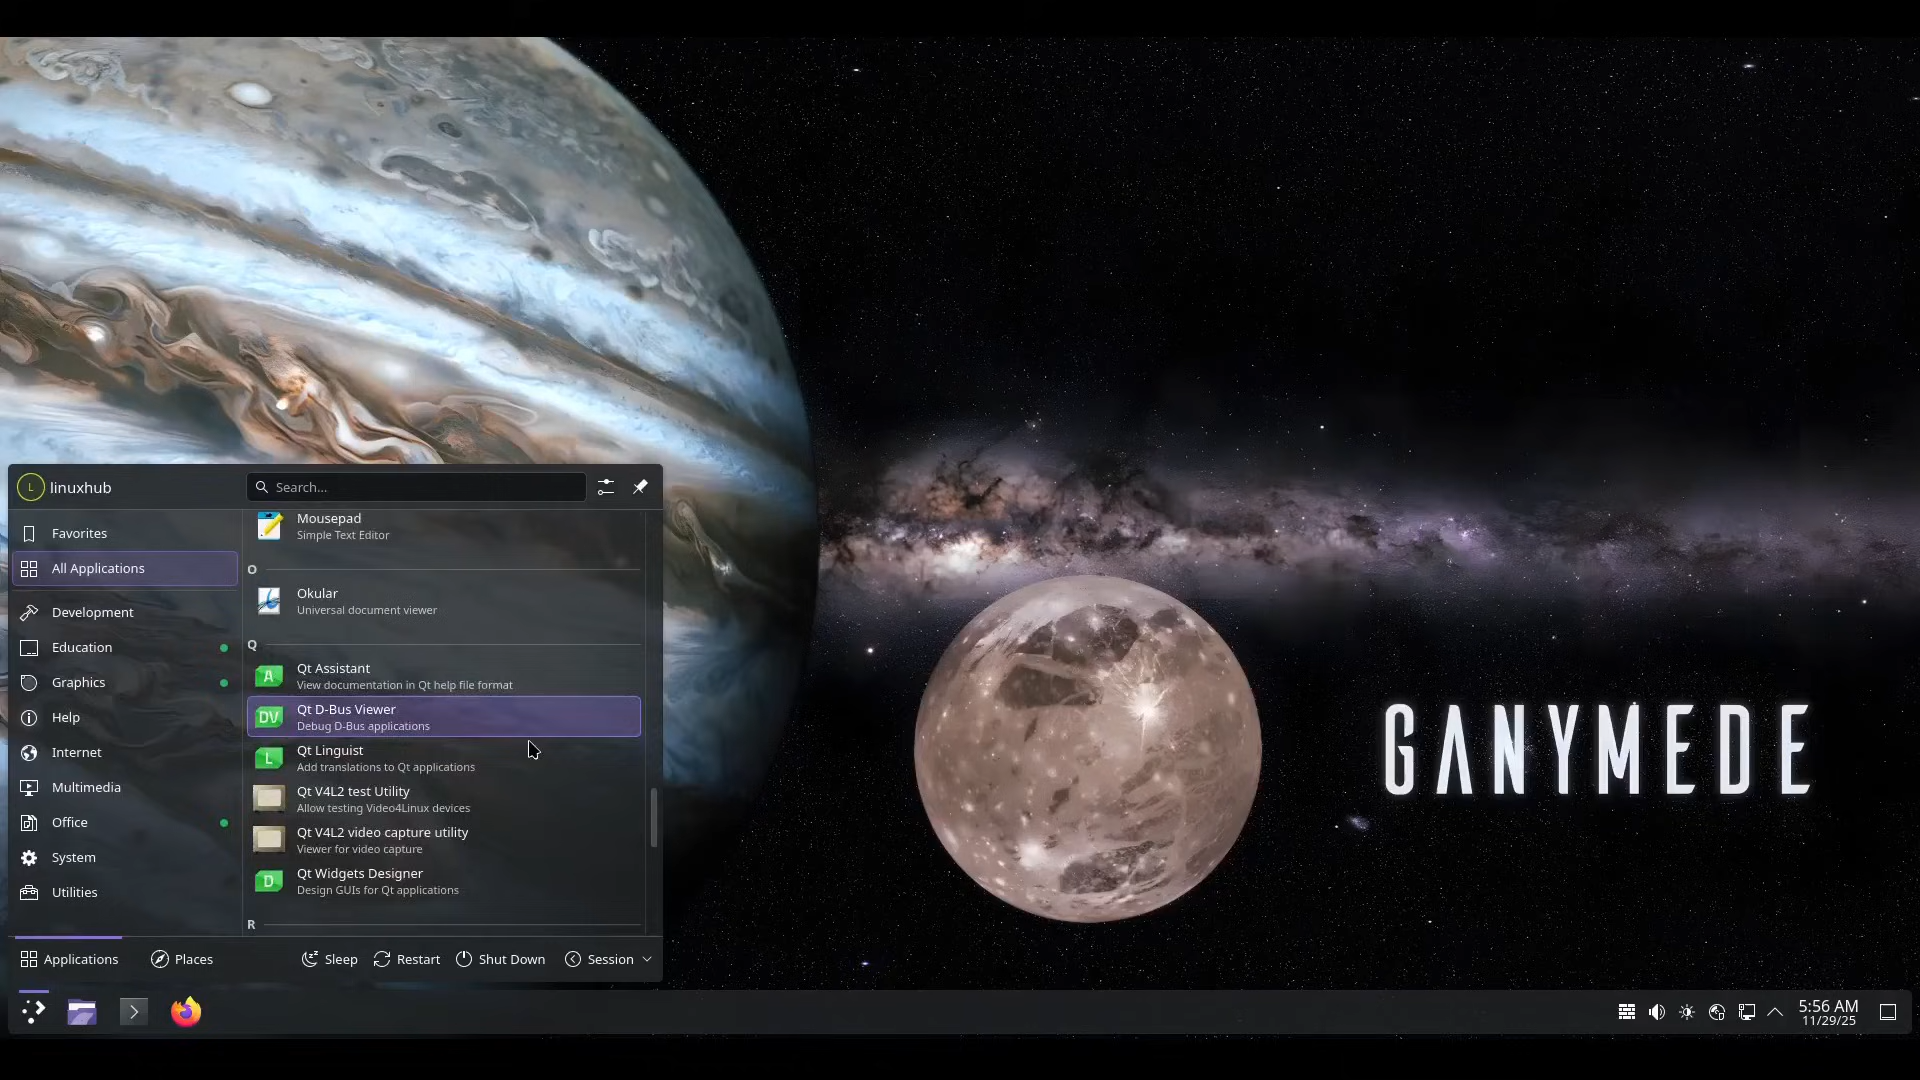 GANYMEDE
L
linuxhub
Search...
Favorites
All Applications
Development
Education
Graphics
Help
Internet
Multimedia
Office
System
Utilities
Mousepad
Simple Text Editor
O
Okular
Universal document viewer
Q
A
Qt Assistant
View documentation in Qt help file format
DV
Qt D-Bus Viewer
Debug D-Bus applications
L
Qt Linguist
Add translations to Qt applications
Qt V4L2 test Utility
Allow testing Video4Linux devices
Qt V4L2 video capture utility
Viewer for video capture
D
Qt Widgets Designer
Design GUIs for Qt applications
R
Applications
Places
Sleep
Restart
Shut Down
Session
5:56 AM
11/29/25